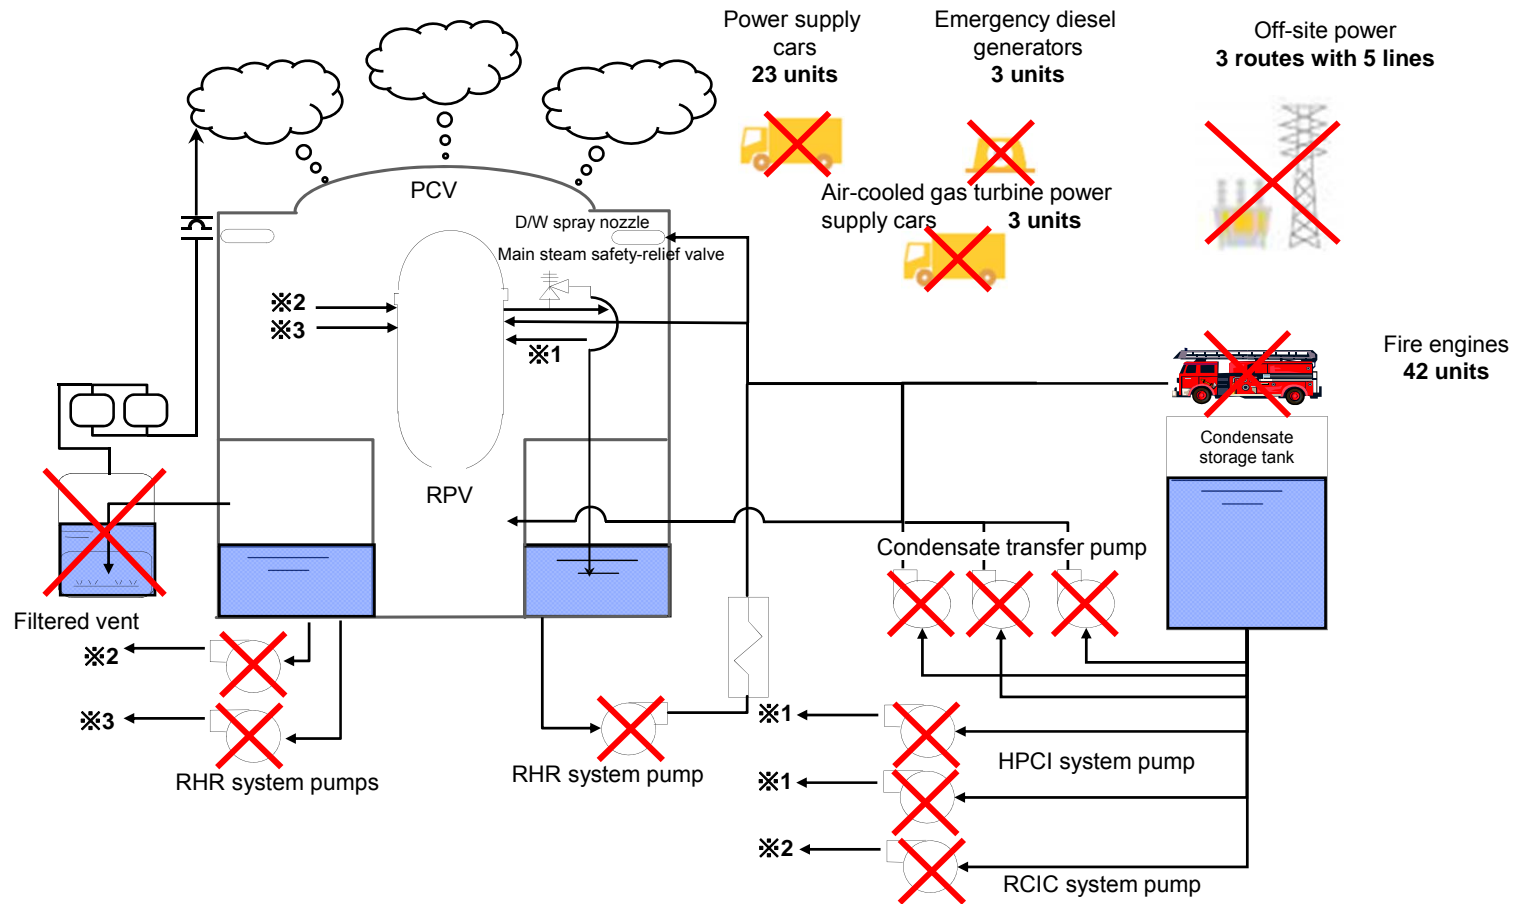 Power supply
cars
23 units
Emergency diesel
generators
3 units
Off-site power
3 routes with 5 lines
Air-cooled gas turbine power
supply cars
3 units
PCV
D/W spray nozzle
Main steam safety-relief valve
※2
※3
※1
RPV
Fire engines
42 units
Condensate
storage tank
Condensate transfer pump
Filtered vent
※2
※3
RHR system pumps
RHR system pump
※1
HPCI system pump
※1
※2
RCIC system pump